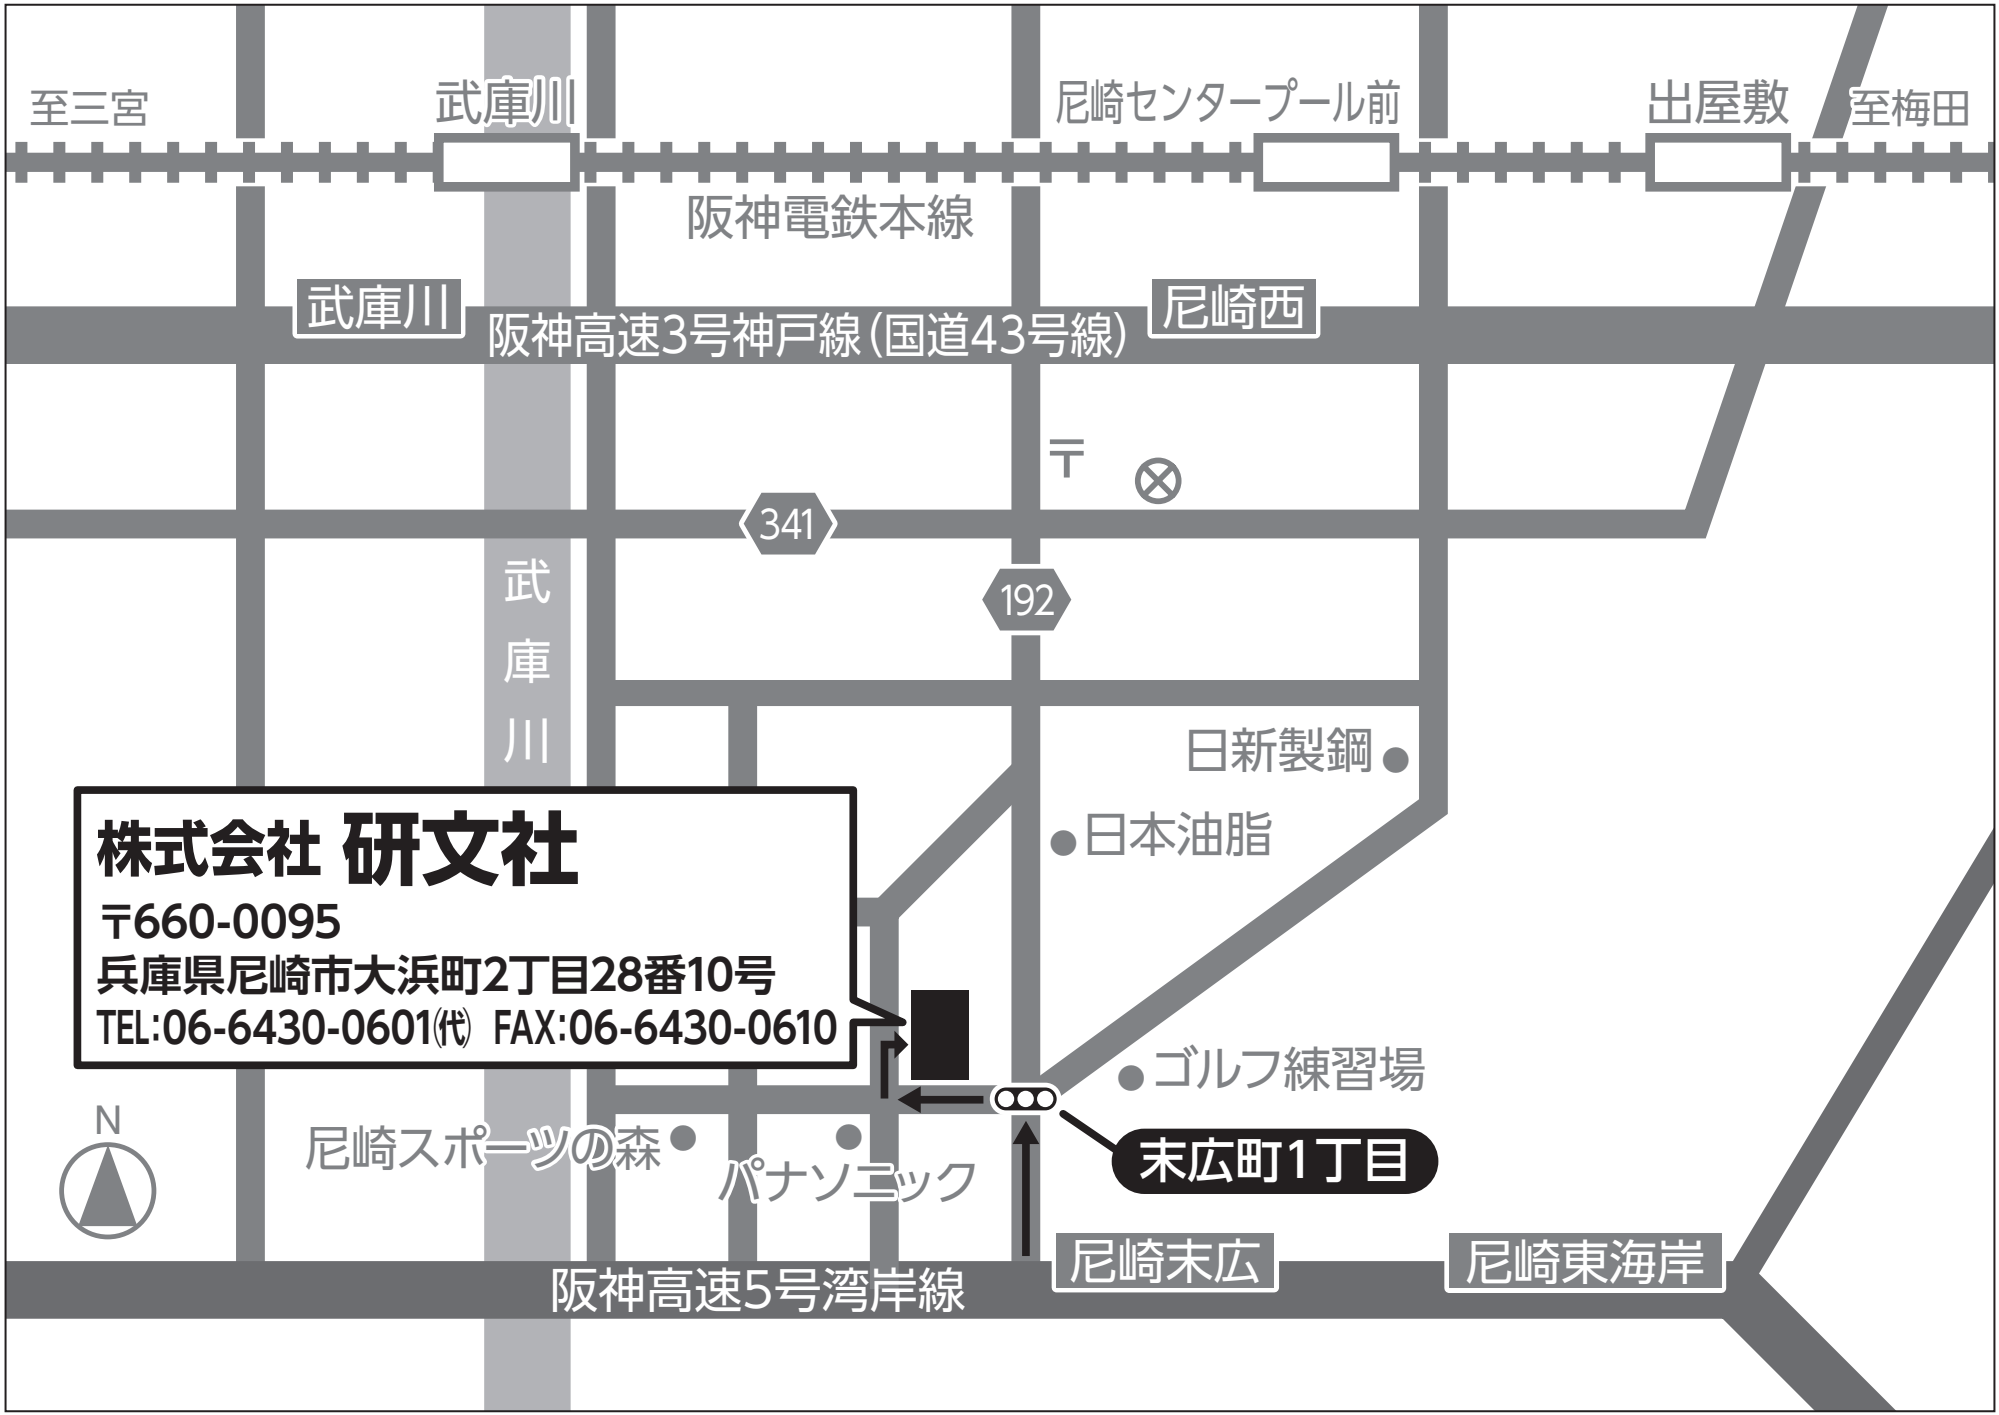 至三宮
武庫川
尼崎センタープール前
出屋敷
至梅田
阪神電鉄本線
武庫川
尼崎西
阪神高速3号神戸線(国道43号線)
〒
341
192
武庫川
日新製鋼
日本油脂
株式会社 研文社
〒660-0095
兵庫県尼崎市大浜町2丁目28番10号
TEL:06-6430-0601㈹ FAX:06-6430-0610
ゴルフ練習場
N
尼崎スポーツの森
パナソニック
末広町1丁目
尼崎末広
尼崎東海岸
阪神高速5号湾岸線